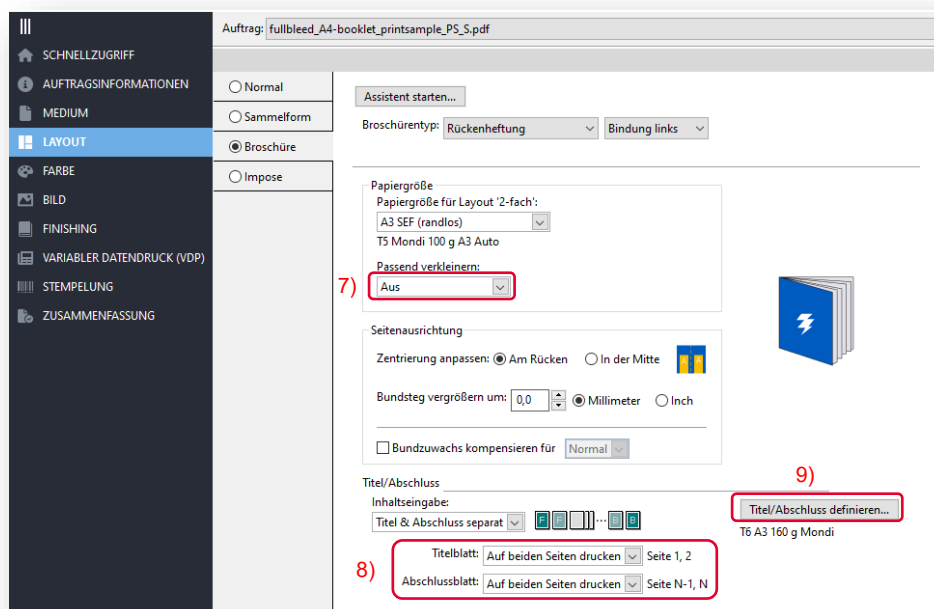 Auftrag: fullbleed_A4-booklet_printsample_PS_S.pdf
SCHNELLZUGRIFF
AUFTRAGSINFORMATIONEN
MEDIUM
LAYOUT
FARBE
BILD
FINISHING
VARIABLER DATENDRUCK (VDP)
STEMPELUNG
ZUSAMMENFASSUNG
Normal
Sammelform
Broschüre
Impose
Assistent starten...
Broschürentyp: Rückenheftung Bindung links
Papiergröße
Papiergröße für Layout '2-fach':
A3 SEF (randlos)
T5 Mondi 100 g A3 Auto
Passend verkleinern:
7) Aus
Seitenausrichtung
Zentrierung anpassen: Am Rücken In der Mitte A A
Bundsteg vergrößern um: 0,0 Millimeter Inch
Bundzuwachs kompensieren für Normal
Titel/Abschluss
Inhaltseingabe:
Titel & Abschluss separat F F ... B B
8) Titelblatt: Auf beiden Seiten drucken Seite 1, 2
Abschlussblatt: Auf beiden Seiten drucken Seite N-1, N
9)
Titel/Abschluss definieren...
T6 A3 160 g Mondi